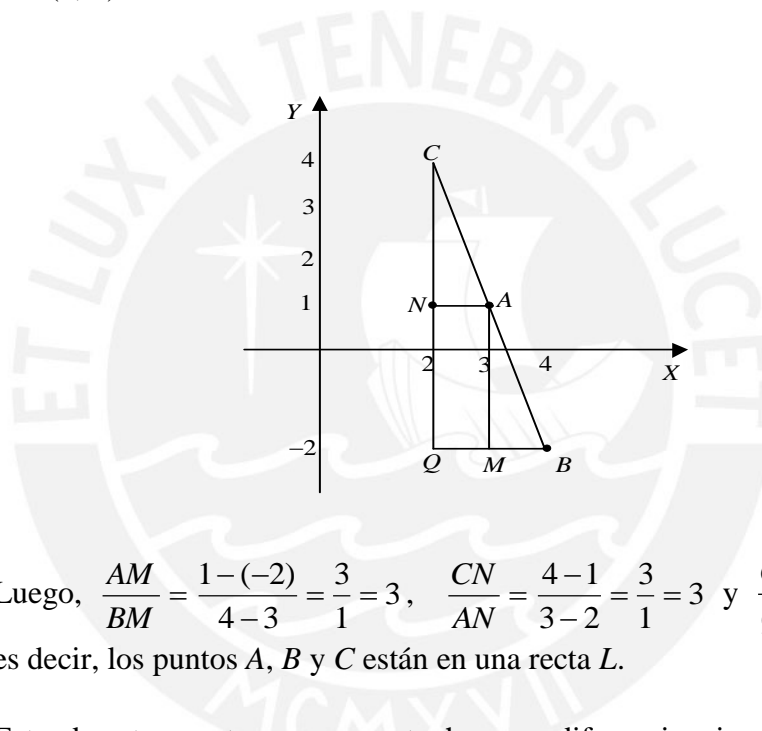 Y
4
C
3
2
1
N
A
2
3
4
X
−2
Q
M
B
Luego, AM/BM = 1−(−2)/4−3 = 3/1 = 3, CN/AN = 4−1/3−2 = 3/1 = 3 y
es decir, los puntos A, B y C están en una recta L.
ET LUX IN TENEBRIS LUCET
MCMXVII